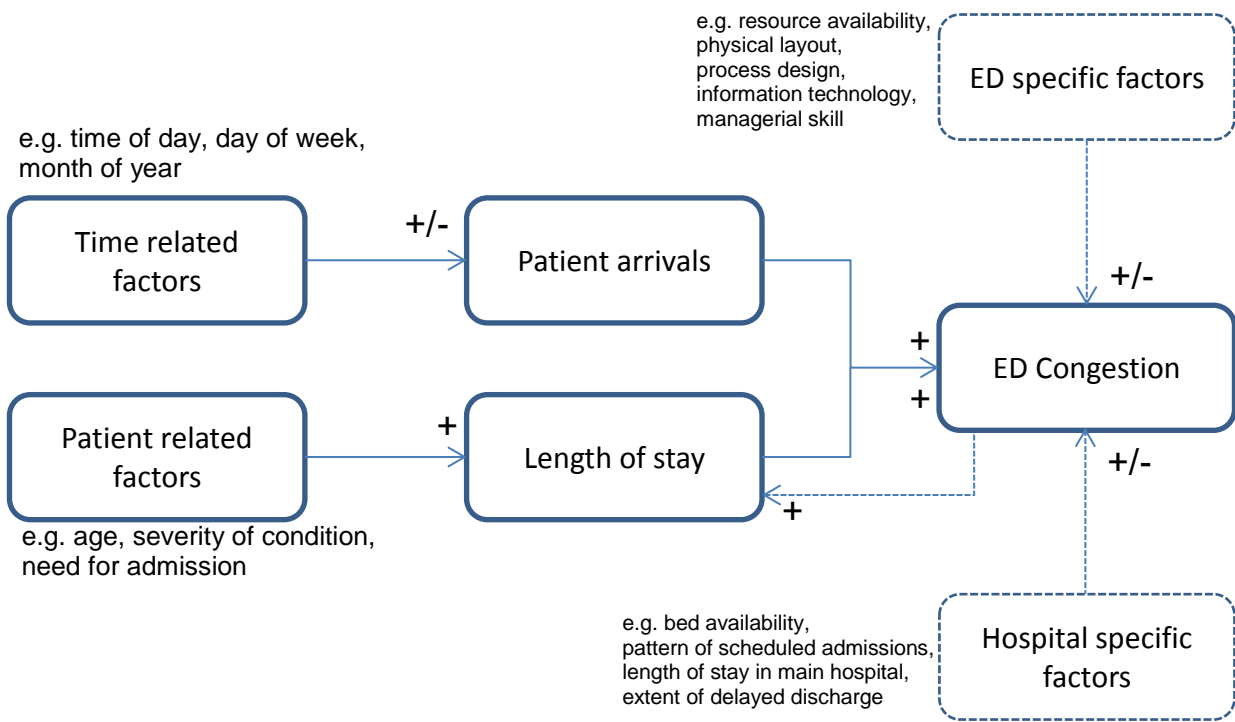 e.g. resource availability,
physical layout,
process design,
information technology,
managerial skill
ED specific factors
e.g. time of day, day of week,
month of year
Time related
factors
+/-
Patient arrivals
+/-
+
+
ED Congestion
Patient related
factors
+
Length of stay
+
+/-
e.g. age, severity of condition,
need for admission
e.g. bed availability,
pattern of scheduled admissions,
length of stay in main hospital,
extent of delayed discharge
Hospital specific
factors